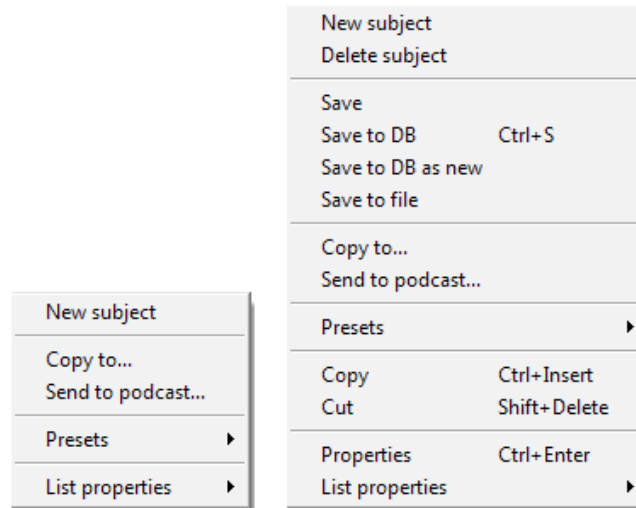 New subject
Copy to...
Send to podcast...
Presets
List properties
New subject
Delete subject
Save
Save to DB Ctrl+S
Save to DB as new
Save to file
Copy to...
Send to podcast...
Presets
Copy Ctrl+Insert
Cut Shift+Delete
Properties Ctrl+Enter
List properties